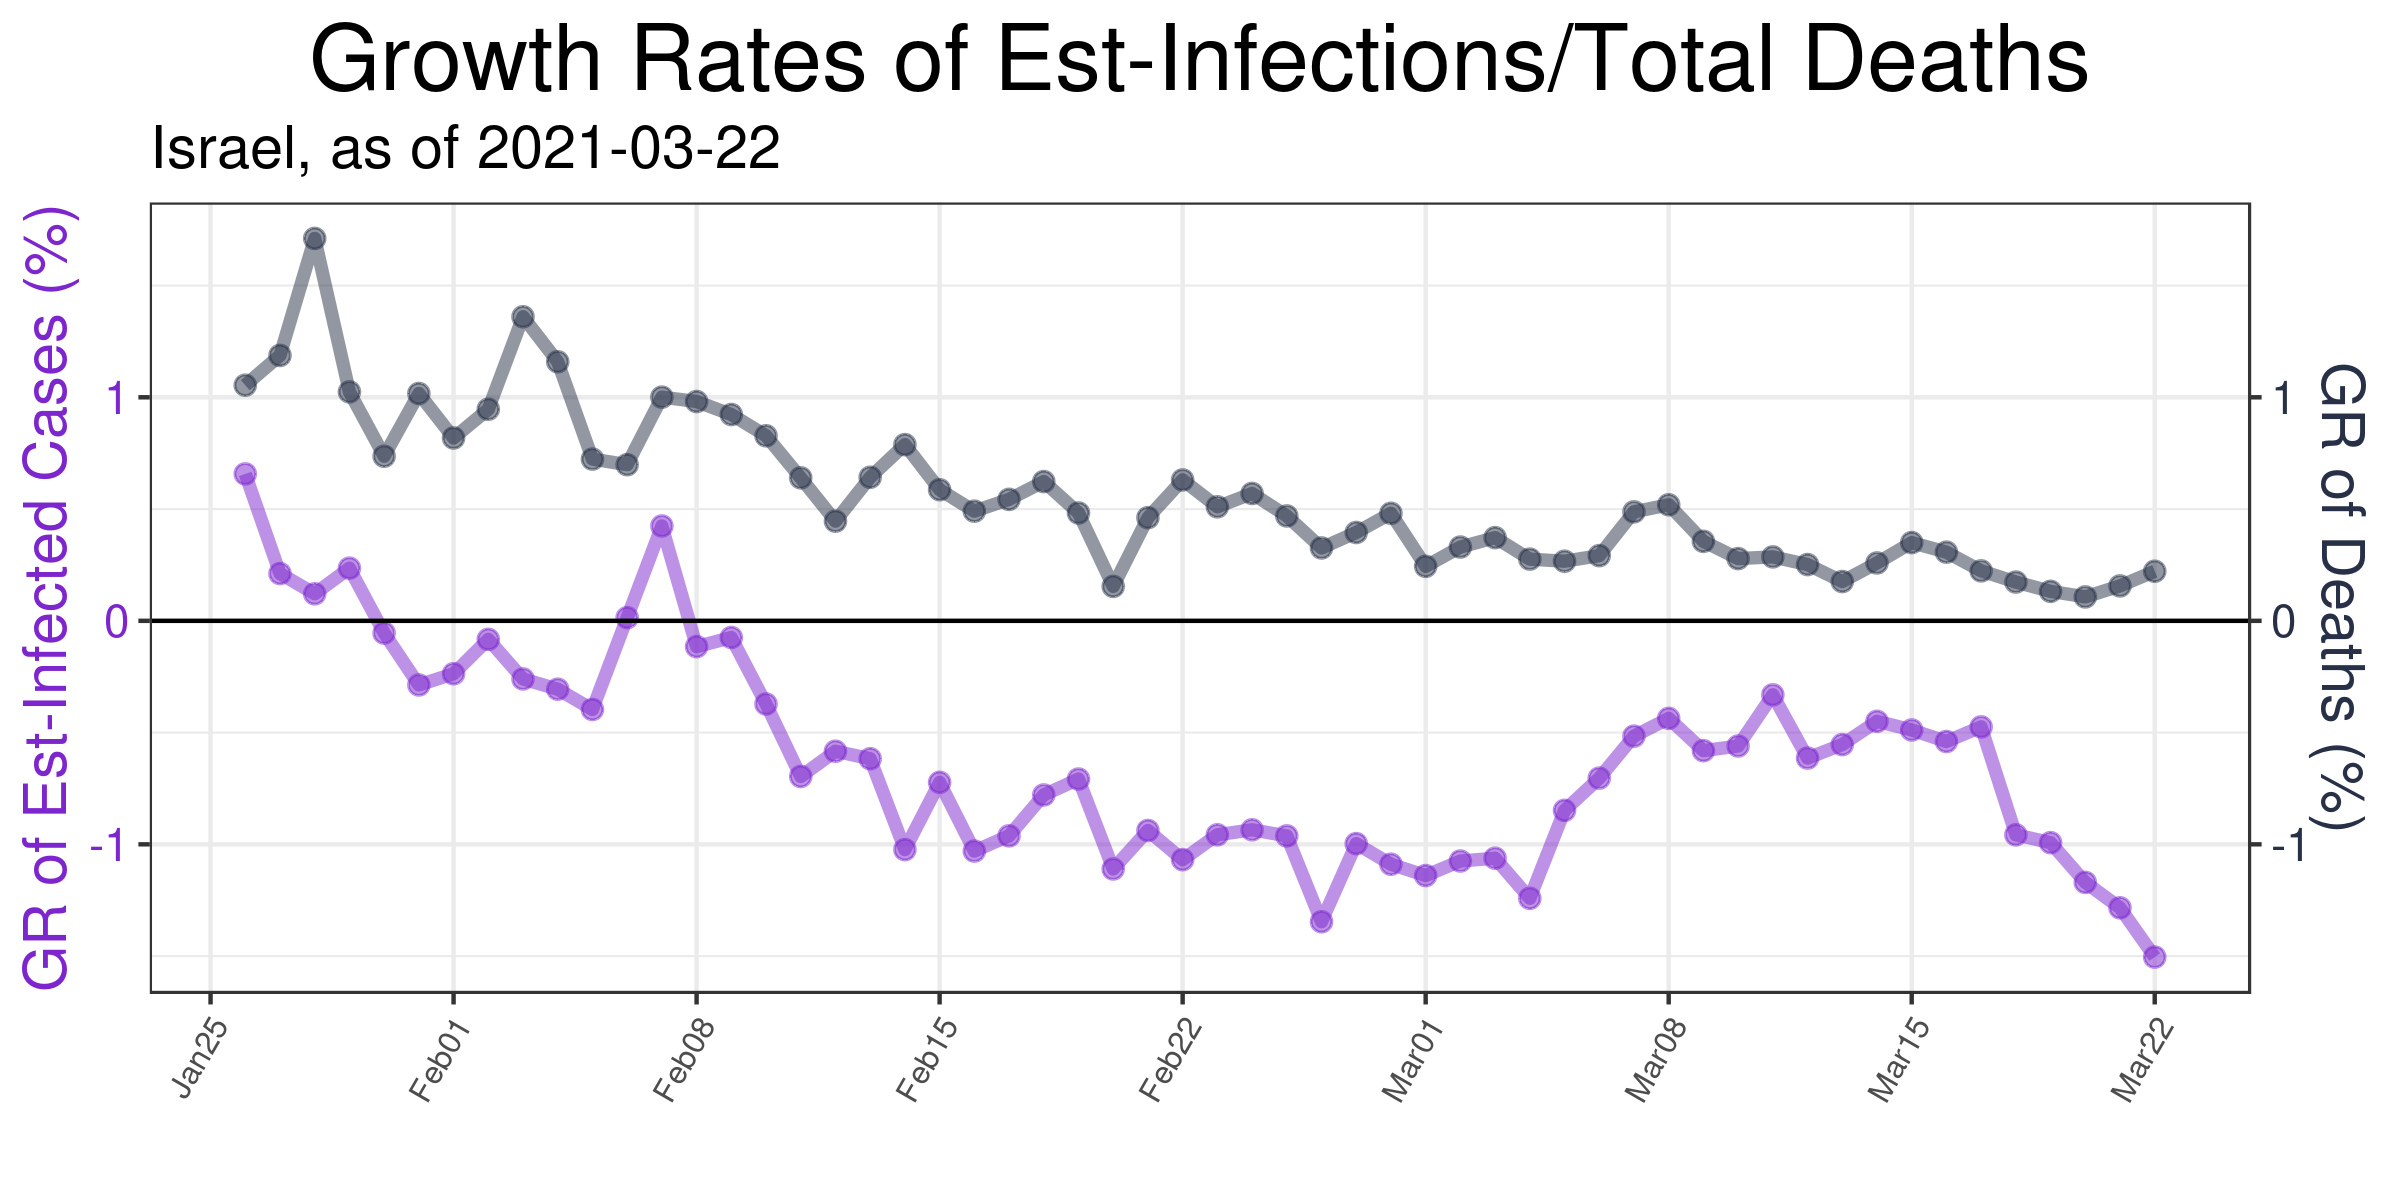 Growth Rates of Est-Infections/Total Deaths
Israel, as of 2021-03-22
GR of Est-Infected Cases (%)
1
0
-1
1
0
-1
GR of Deaths (%)
Jan25
Feb01
Feb08
Feb15
Feb22
Mar01
Mar08
Mar15
Mar22